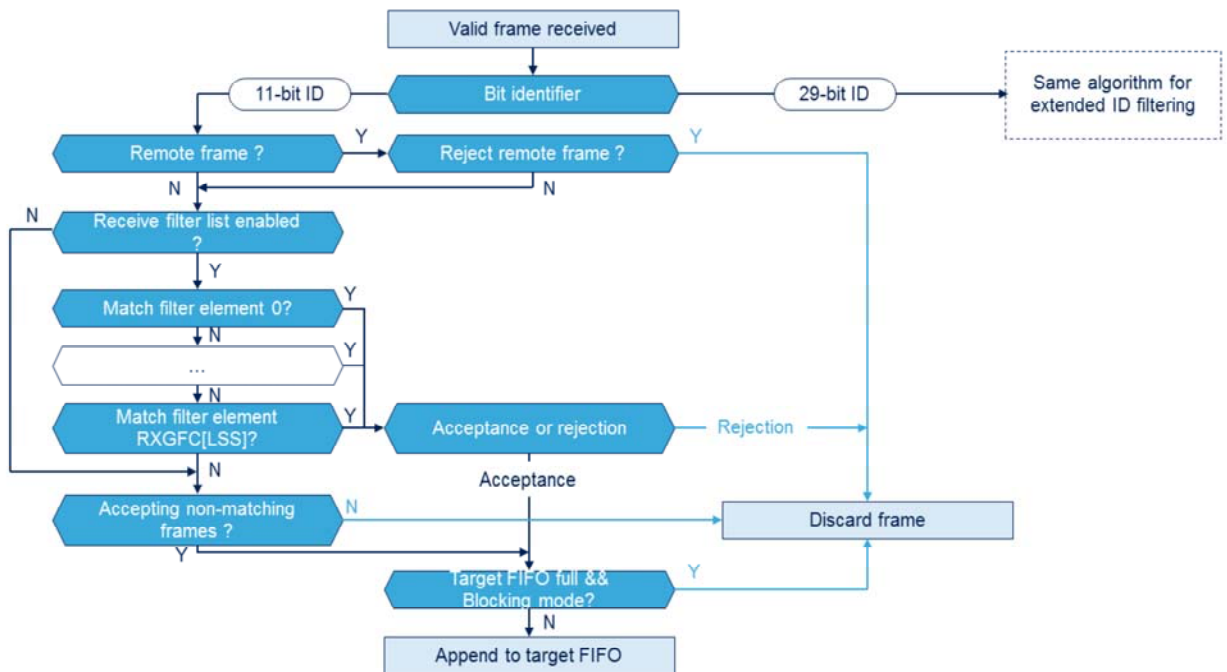 Valid frame received
11-bit ID
Bit identifier
29-bit ID
Same algorithm for
extended ID filtering
Remote frame ?
Y
Reject remote frame ?
Y
N
N
N
Receive filter list enabled
?
Y
Match filter element 0?
Y
N
...
Y
N
Match filter element
RXGFC[LSS]?
Y
Acceptance or rejection
Rejection
N
Acceptance
Accepting non-matching
frames ?
N
Discard frame
Y
Target FIFO full &&
Blocking mode?
Y
N
Append to target FIFO